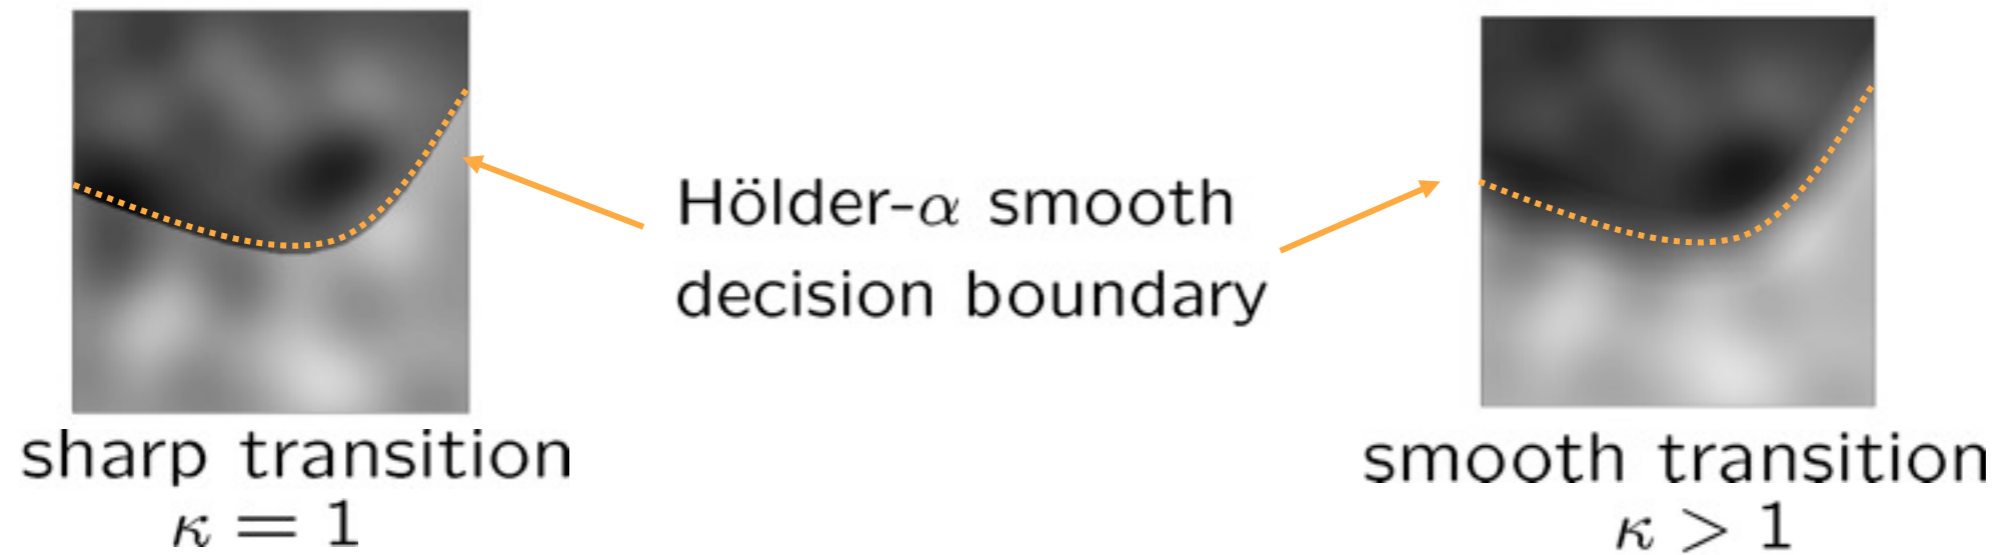 Hölder-α smooth
decision boundary
sharp transition
κ = 1
smooth transition
κ > 1